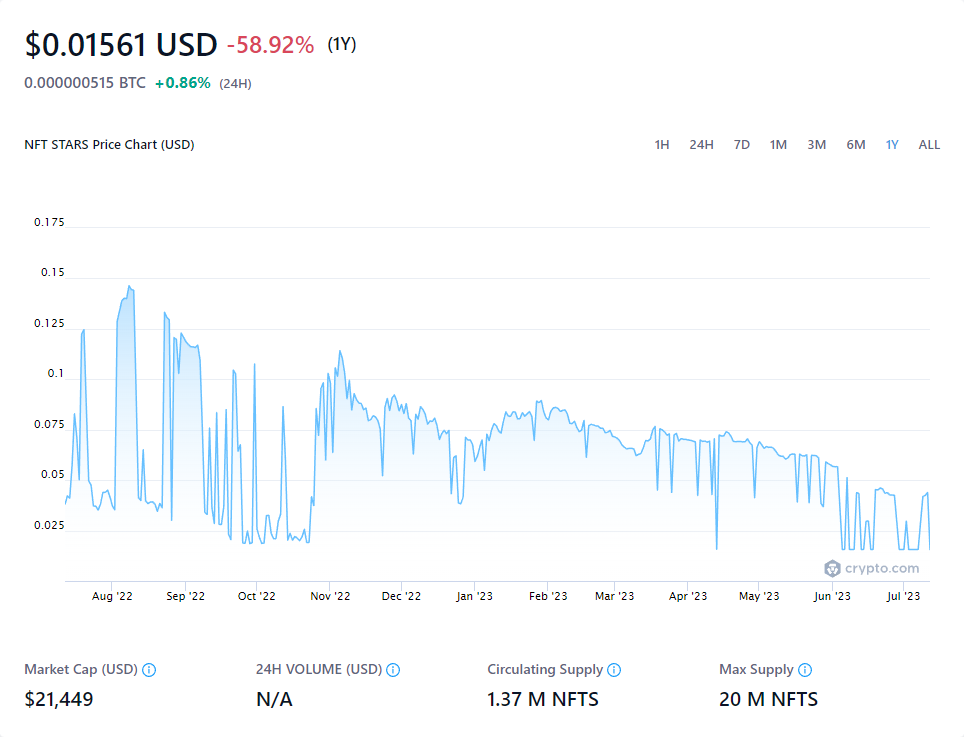 $0.01561 USD -58.92% (1Y)
0.000000515 BTC +0.86% (24H)
NFT STARS Price Chart (USD) 1H 24H 7D 1M 3M 6M 1Y ALL
0.175
0.15
0.125
0.1
0.075
0.05
0.025
crypto.com
Aug '22 Sep '22 Oct '22 Nov '22 Dec '22 Jan '23 Feb '23 Mar '23 Apr '23 May '23 Jun '23 Jul '23
Market Cap (USD) 24H VOLUME (USD) Circulating Supply Max Supply
$21,449 N/A 1.37 M NFTS 20 M NFTS